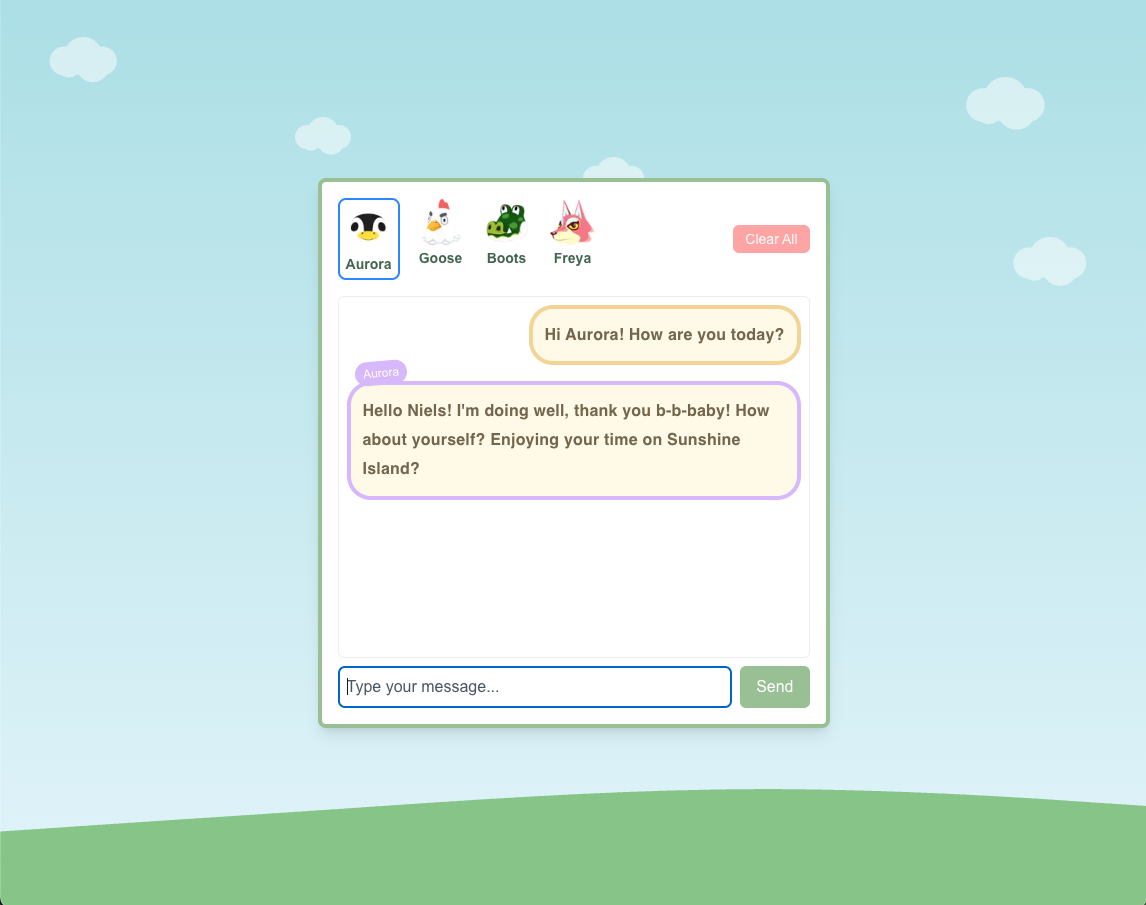 Aurora
Goose
Boots
Freya
Clear All
Hi Aurora! How are you today?
Aurora
Hello Niels! I'm doing well, thank you b-b-baby! How
about yourself? Enjoying your time on Sunshine
Island?
Type your message...
Send